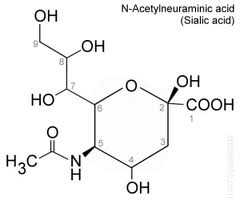 N-Acetylneuraminic acid
(Sialic acid)
HO
9
OH
8
HO
7
OH
O
2
COOH
1
6
O
5
3
H₃C
N
H
4
OH